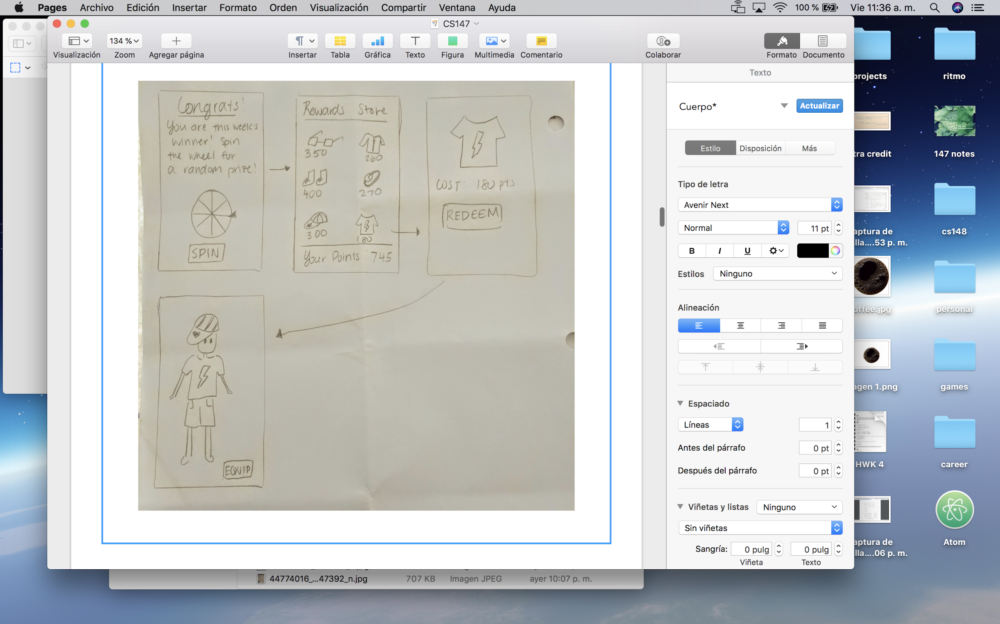 Pages Archivo Edición Insertar Formato Orden Visualización Compartir Ventana Ayuda 100 % Vie 11:36 a. m.
CS147
134 %
Visualización Zoom Agregar página Insertar Tabla Gráfica Texto Figura Multimedia Comentario Colaborar Formato Documento
Congrats!
You are this week's
winner! Spin
the wheel for
a random prize!
SPIN
Rewards Store
350 260
400 270
300 180
Your Points: 745
COST: 180 pts
REDEEM
EQUIP
Texto
Cuerpo*
Actualizar
Estilo Disposición Más
Tipo de letra
Avenir Next
Normal 11 pt
B I U
Estilos Ninguno
Alineación
Espaciado
Líneas 1
Antes del párrafo 0 pt
Después del párrafo 0 pt
Viñetas y listas Ninguno
Sin viñetas
Sangría: 0 pulg 0 pulg
Viñeta Texto
44774016_...47392_n.jpg 707 KB Imagen JPEG ayer 10:07 p. m.
projects ritmo
CS 147
tra credit 147 notes
aptura de
lla....53 p. m.
cs148
offee.jpg personal
agen 1.png games
HWK 4 career
aptura de
lla....06 p. m.
Atom